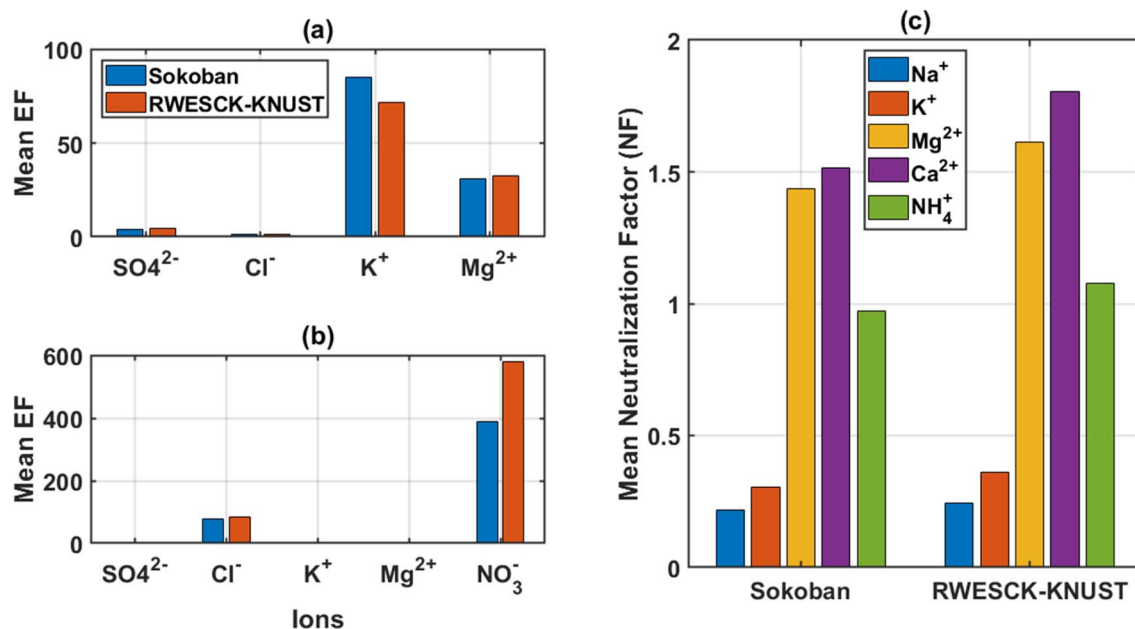 (a)
Mean EF
100
50
0
Sokoban
RWESCK-KNUST
SO4²⁻ Cl⁻ K⁺ Mg²⁺
(b)
Mean EF
600
400
200
0
SO4²⁻ Cl⁻ K⁺ Mg²⁺ NO₃⁻
Ions
(c)
Mean Neutralization Factor (NF)
2
1.5
1
0.5
0
Na⁺
K⁺
Mg²⁺
Ca²⁺
NH₄⁺
Sokoban RWESCK-KNUST